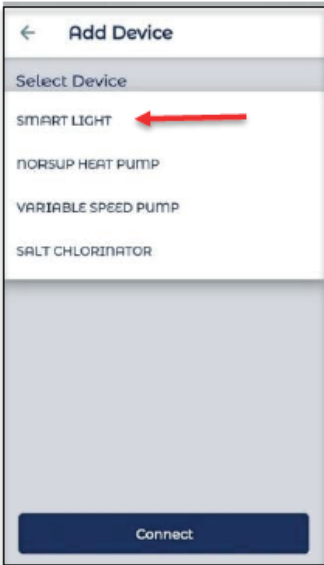 Add Device
Select Device
SMART LIGHT
NORSUP HEAT PUMP
VARIABLE SPEED PUMP
SALT CHLORINATOR
Connect